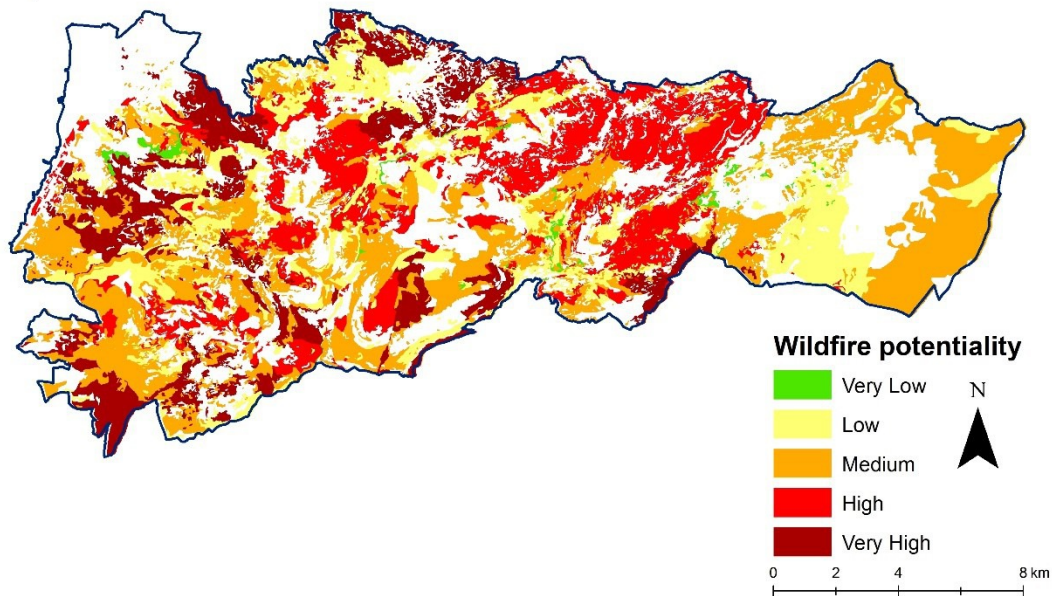 Wildfire potentiality
Very Low
N
Low
Medium
High
Very High
0 2 4 8 km